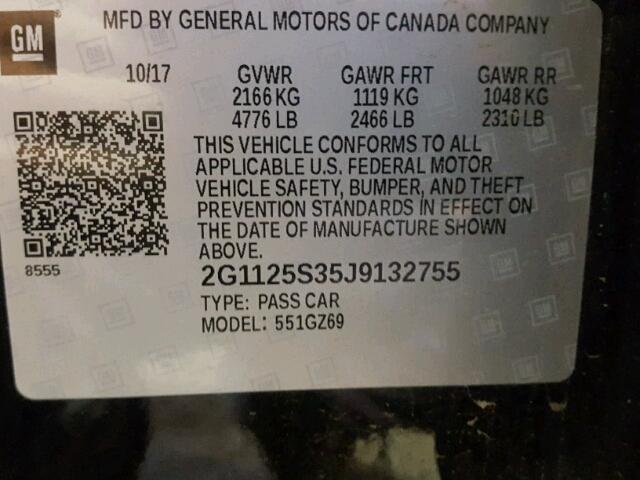 GM
MFD BY GENERAL MOTORS OF CANADA COMPANY
10/17 GVWR GAWR FRT GAWR RR
2166 KG 1119 KG 1048 KG
4776 LB 2466 LB 2310 LB
THIS VEHICLE CONFORMS TO ALL
APPLICABLE U.S. FEDERAL MOTOR
VEHICLE SAFETY, BUMPER, AND THEFT
PREVENTION STANDARDS IN EFFECT ON
THE DATE OF MANUFACTURE SHOWN
ABOVE.
8555
2G1125S35J9132755
TYPE: PASS CAR
MODEL: 551GZ69